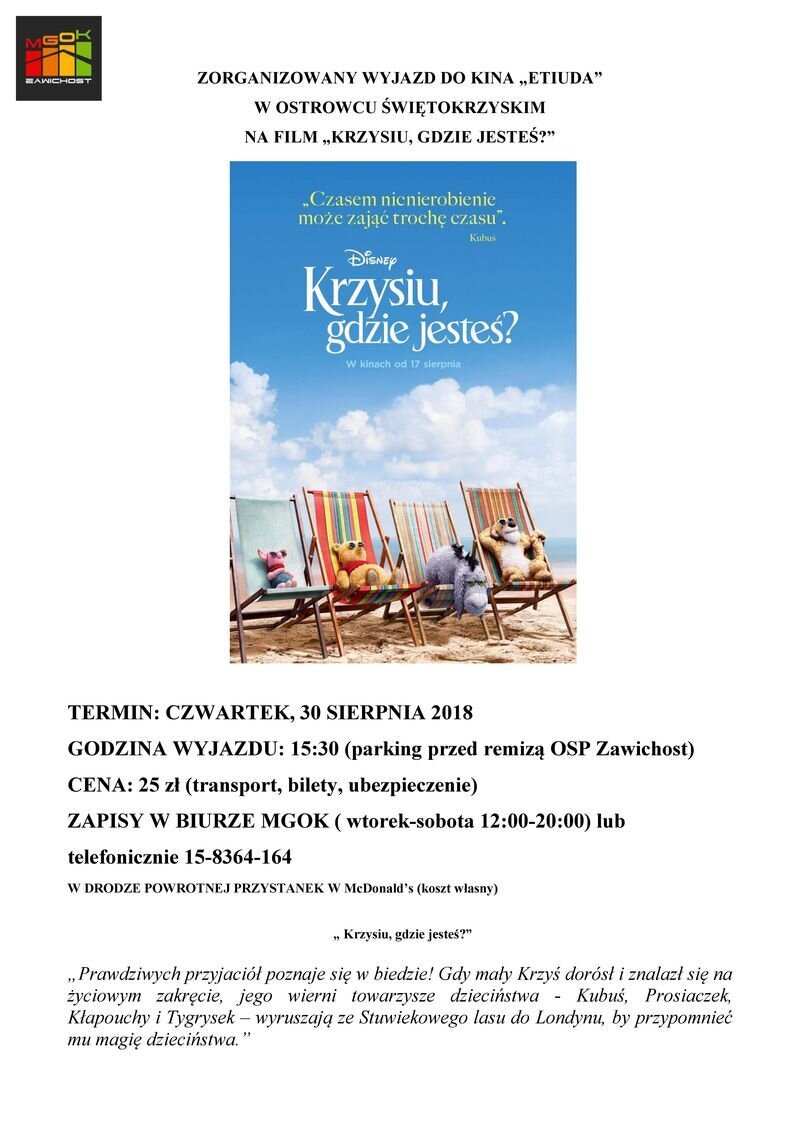 MGOK
ZAWICHOST
ZORGANIZOWANY WYJAZD DO KINA „ETIUDA”
W OSTROWCU ŚWIĘTOKRZYSKIM
NA FILM „KRZYSIU, GDZIE JESTEŚ?”
„Czasem nicnierobienie
może zająć trochę czasu”.
Kubuś
Disney
Krzysiu,
gdzie jesteś?
W kinach od 17 sierpnia
TERMIN: CZWARTEK, 30 SIERPNIA 2018
GODZINA WYJAZDU: 15:30 (parking przed remizą OSP Zawichost)
CENA: 25 zł (transport, bilety, ubezpieczenie)
ZAPISY W BIURZE MGOK ( wtorek-sobota 12:00-20:00) lub
telefonicznie 15-8364-164
W DRODZE POWROTNEJ PRZYSTANEK W McDonald’s (koszt własny)
„ Krzysiu, gdzie jesteś?”
„Prawdziwych przyjaciół poznaje się w biedzie! Gdy mały Krzyś dorósł i znalazł się na
życiowym zakręcie, jego wierni towarzysze dzieciństwa - Kubuś, Prosiaczek,
Kłapouchy i Tygrysek – wyruszają ze Stuwiekowego lasu do Londynu, by przypomnieć
mu magię dzieciństwa.”